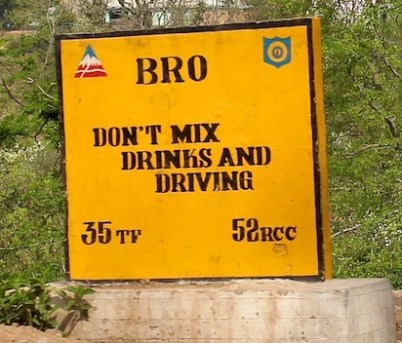 BRO
DON'T MIX
DRINKS AND
DRIVING
35 TF 52RCC